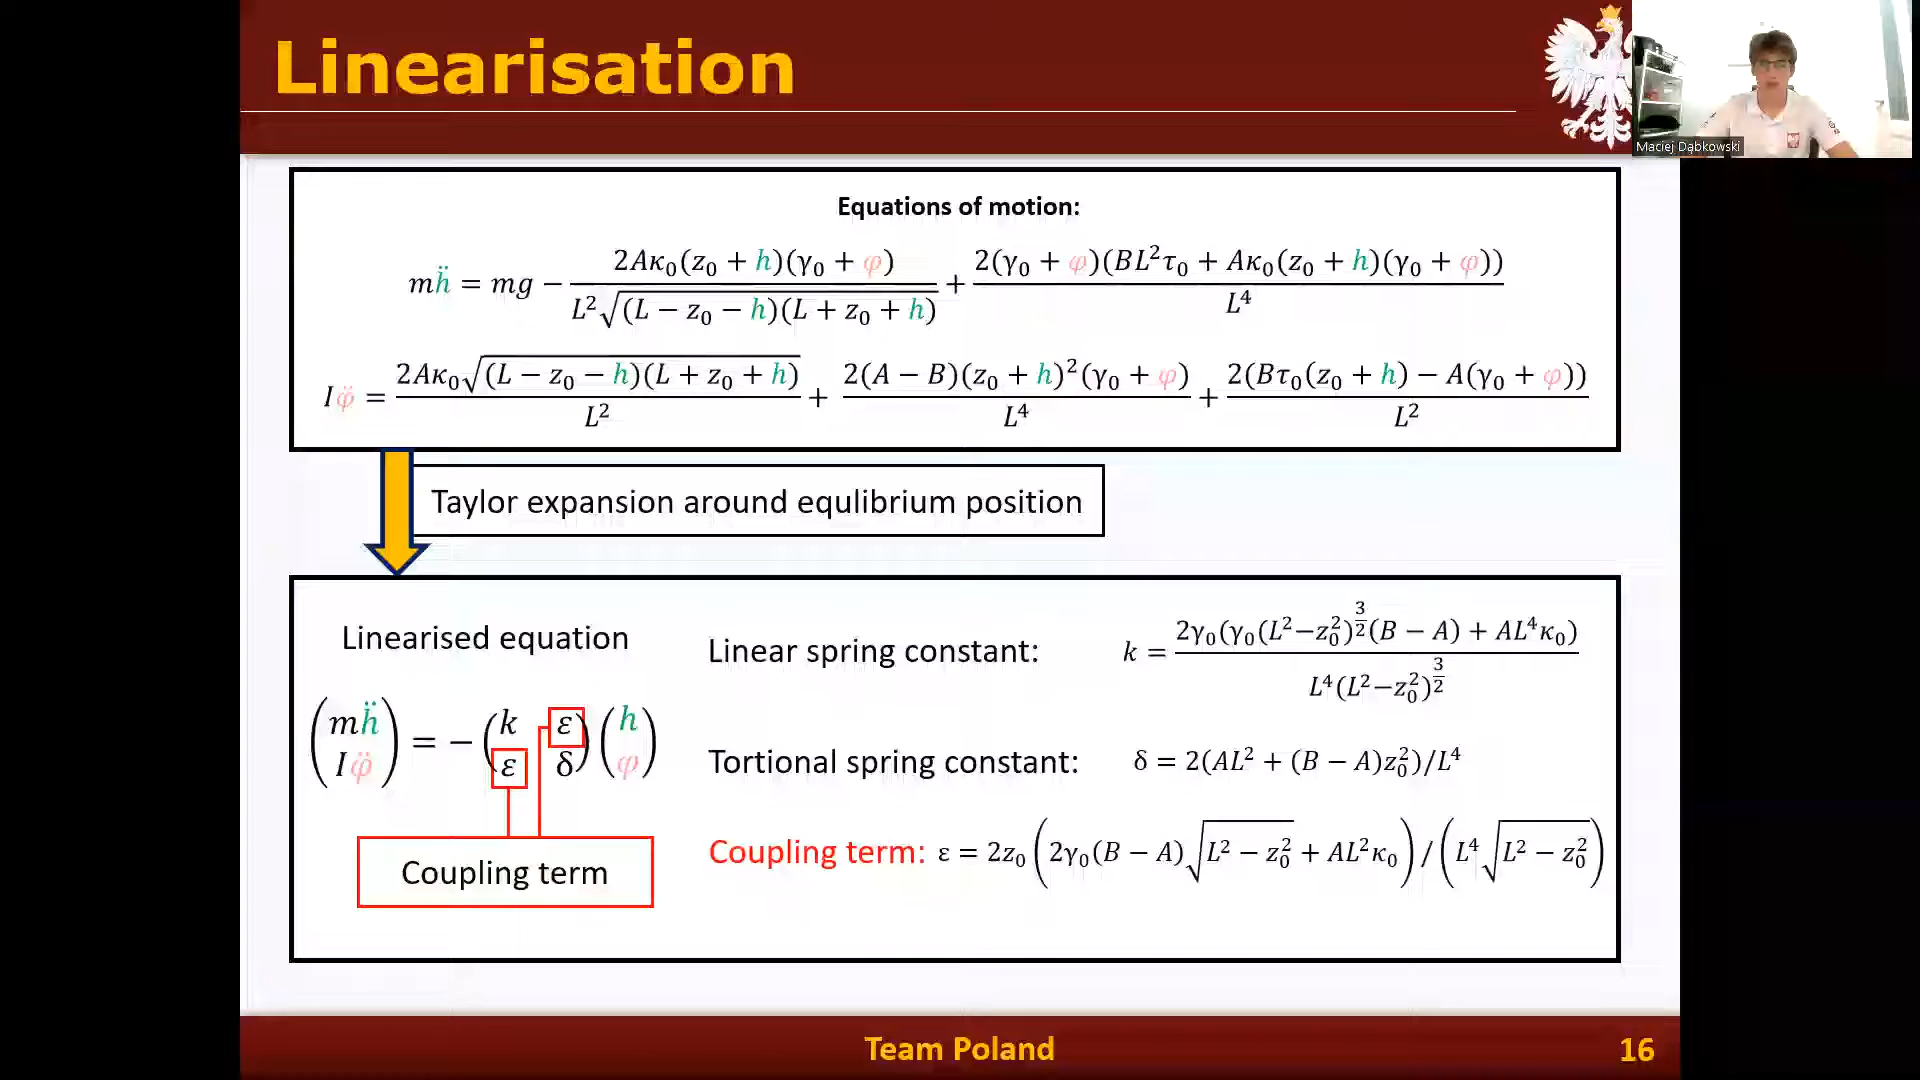 Linearisation
Maciej Dąbkowski
Equations of motion:
mḧ = mg − 2Aκ₀(z₀ + h)(γ₀ + φ) / L²√((L − z₀ − h)(L + z₀ + h)) + 2(γ₀ + φ)(BL²τ₀ + Aκ₀(z₀ + h)(γ₀ + φ)) / L⁴
Iφ̈ = 2Aκ₀√((L − z₀ − h)(L + z₀ + h)) / L² + 2(A − B)(z₀ + h)²(γ₀ + φ) / L⁴ + 2(Bτ₀(z₀ + h) − A(γ₀ + φ)) / L²
Taylor expansion around equlibrium position
Linearised equation
(mḧ Iφ̈) = −(k ε ε δ)(h φ)
Coupling term
Linear spring constant: k = 2γ₀(γ₀(L²−z₀²)^(3/2)(B − A) + AL⁴κ₀) / L⁴(L²−z₀²)^(3/2)
Tortional spring constant: δ = 2(AL² + (B − A)z₀²)/L⁴
Coupling term: ε = 2z₀(2γ₀(B − A)√(L² − z₀²) + AL²κ₀)/(L⁴√(L² − z₀²))
Team Poland
16